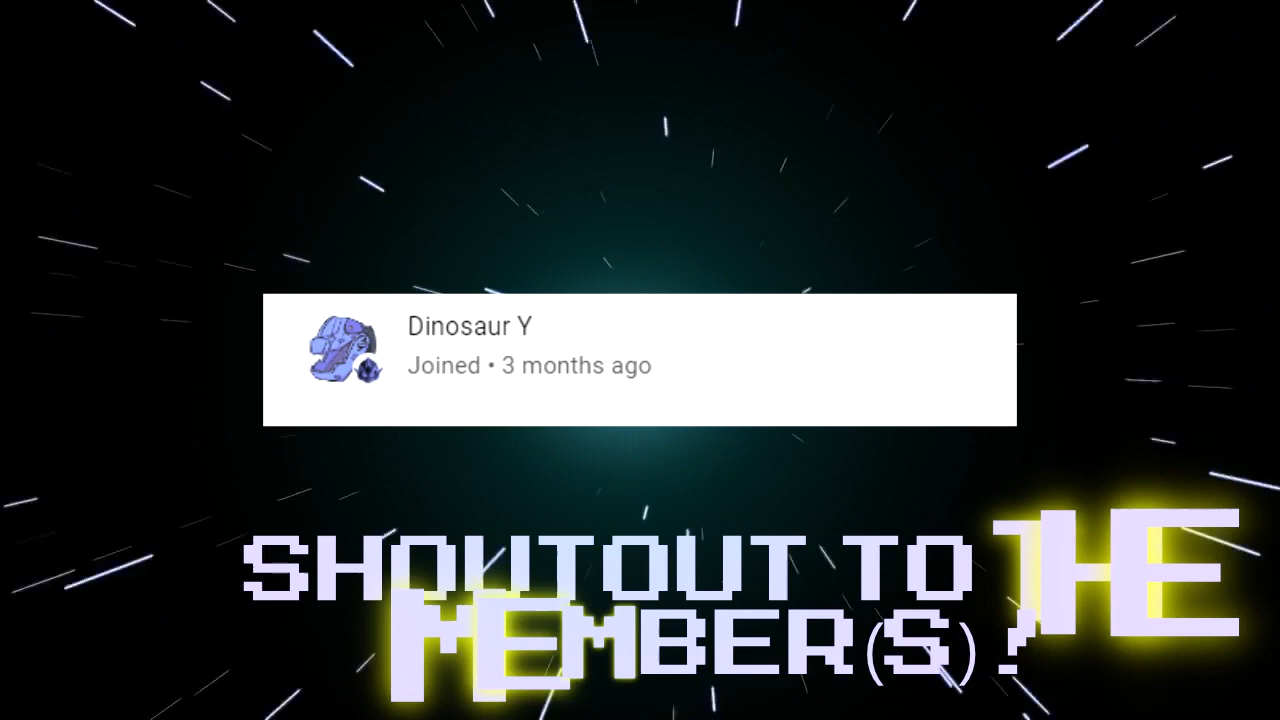 Dinosaur Y
Joined • 3 months ago
SHOUTOUT TO THE
MEMBER(S)!